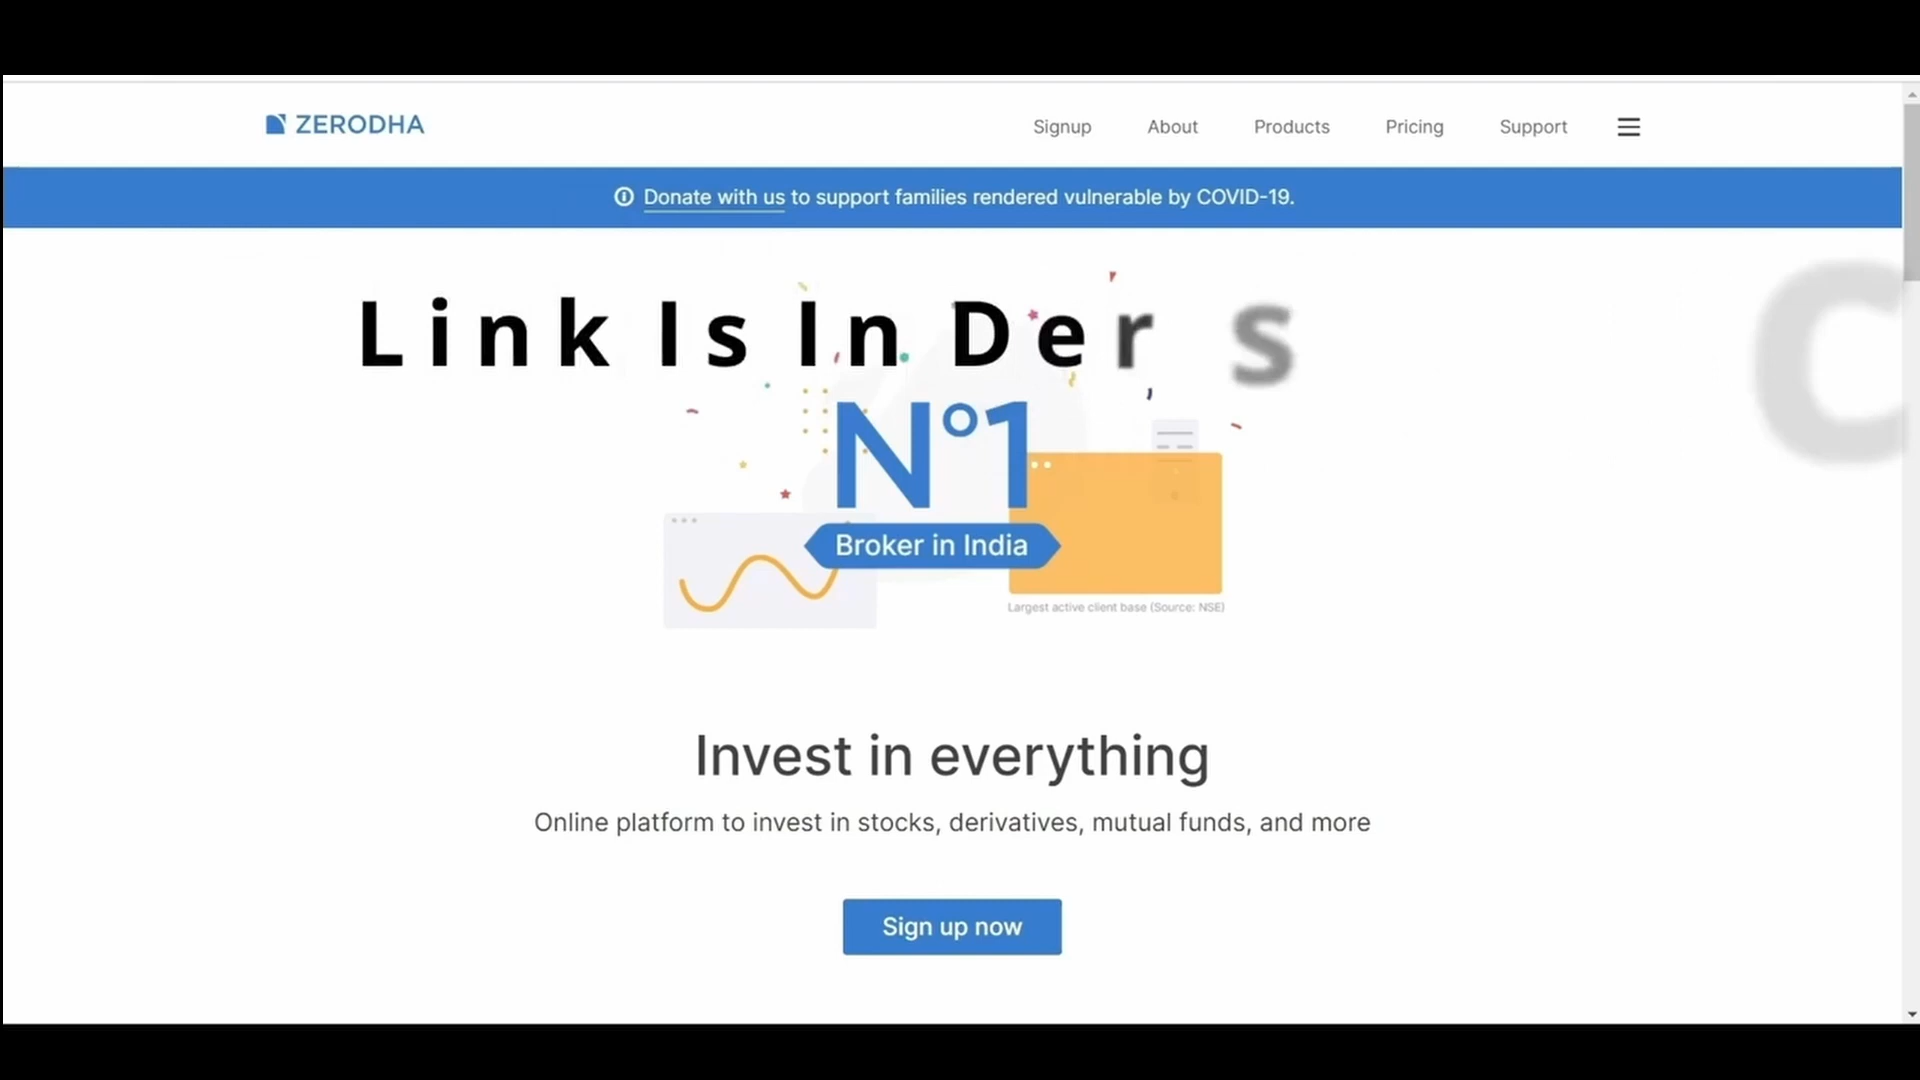 ZERODHA
Signup About Products Pricing Support
Donate with us to support families rendered vulnerable by COVID-19.
Link Is In Der s C
N°1
Broker in India
Largest active client base (Source: NSE)
Invest in everything
Online platform to invest in stocks, derivatives, mutual funds, and more
Sign up now